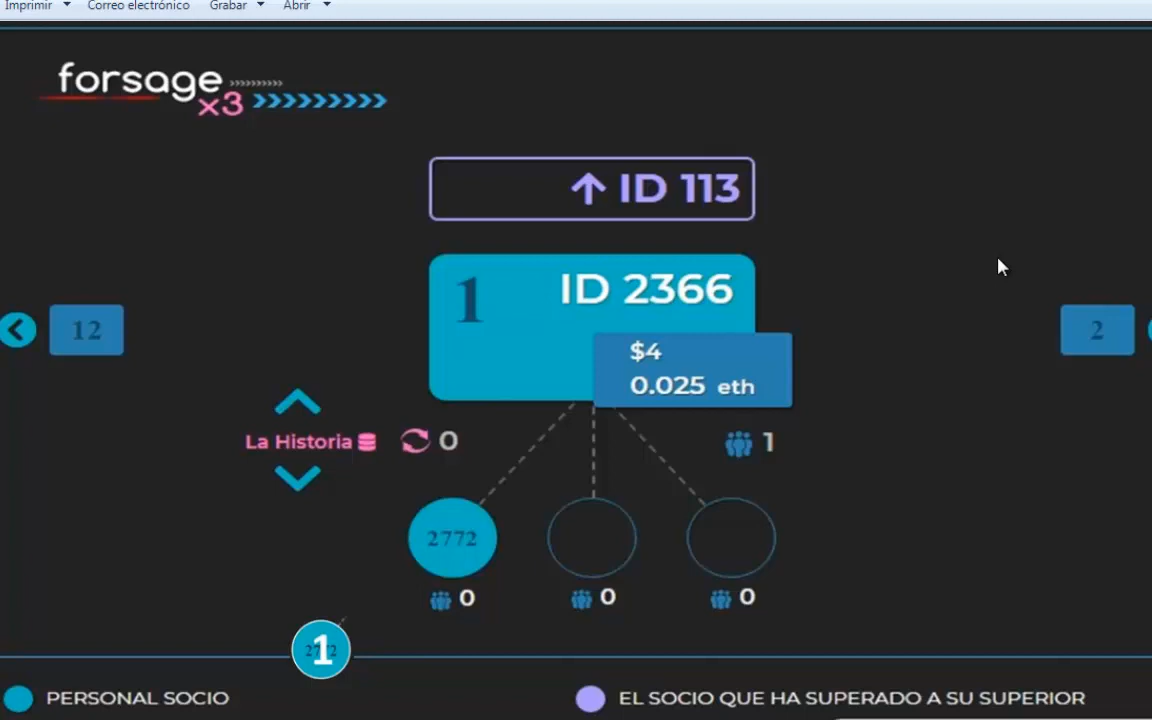 Imprimir Correo electrónico Grabar Abrir
forsage
x3
ID 113
1 ID 2366
12
2
$4
0.025 eth
La Historia 0
1
2772
0 0 0
1
PERSONAL SOCIO EL SOCIO QUE HA SUPERADO A SU SUPERIOR